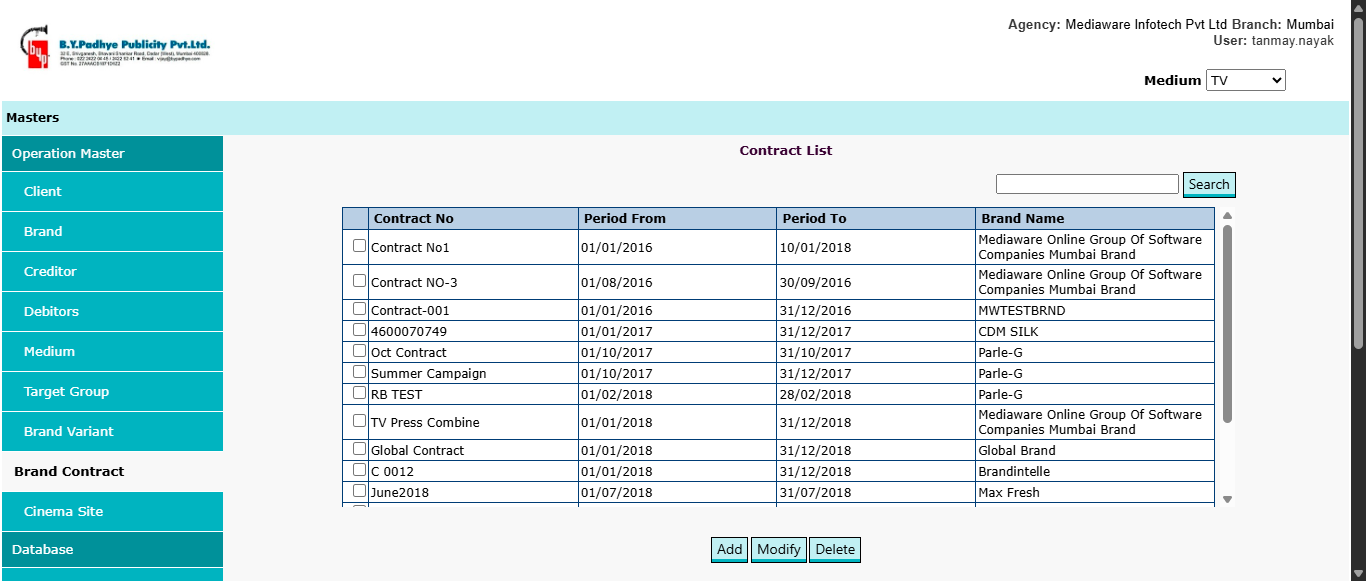 Agency: Mediaware Infotech Pvt Ltd Branch: Mumbai
User: tanmay.nayak
byp
B.Y.Padhye Publicity Pvt.Ltd.
Medium TV
Masters
Operation Master
Client
Brand
Creditor
Debitors
Medium
Target Group
Brand Variant
Brand Contract
Cinema Site
Database
Contract List
Search
Contract No Period From Period To Brand Name
Contract No1 01/01/2016 10/01/2018 Mediaware Online Group Of Software
Companies Mumbai Brand
Contract NO-3 01/08/2016 30/09/2016 Mediaware Online Group Of Software
Companies Mumbai Brand
Contract-001 01/01/2016 31/12/2016 MWTESTBRND
4600070749 01/01/2017 31/12/2017 CDM SILK
Oct Contract 01/10/2017 31/10/2017 Parle-G
Summer Campaign 01/10/2017 31/12/2017 Parle-G
RB TEST 01/02/2018 28/02/2018 Parle-G
TV Press Combine 01/01/2018 31/12/2018 Mediaware Online Group Of Software
Companies Mumbai Brand
Global Contract 01/01/2018 31/12/2018 Global Brand
C 0012 01/01/2018 31/12/2018 Brandintelle
June2018 01/07/2018 31/07/2018 Max Fresh
Add Modify Delete